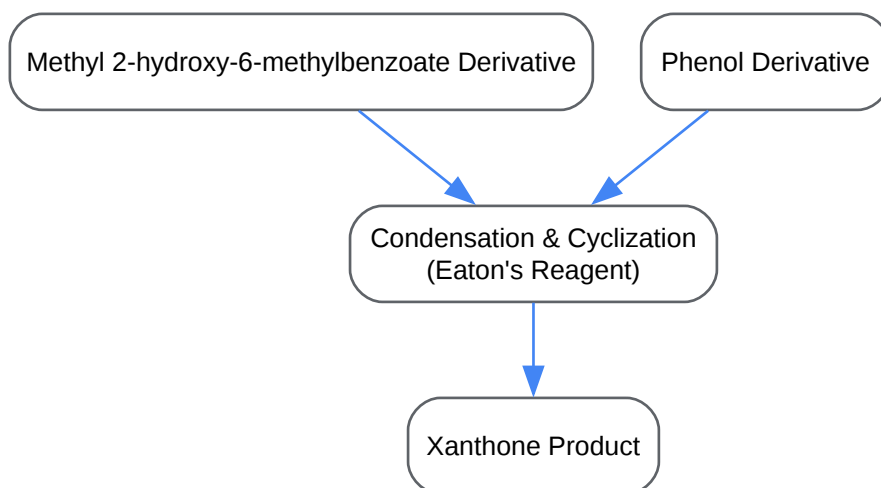 Methyl 2-hydroxy-6-methylbenzoate Derivative
Phenol Derivative
Condensation & Cyclization
(Eaton's Reagent)
Xanthone Product